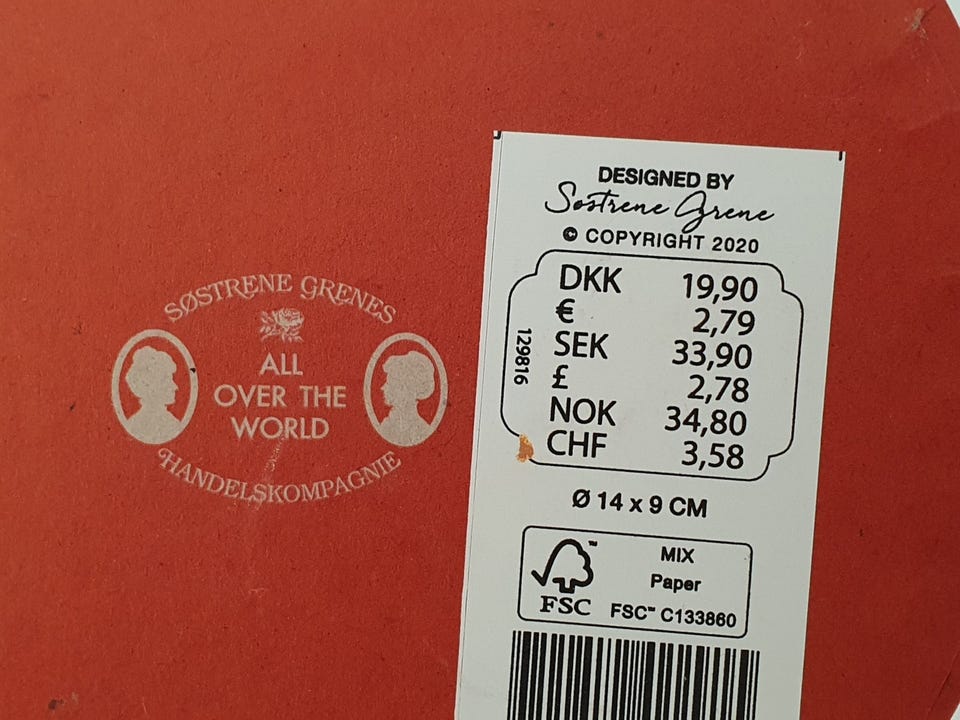 SØSTRENE GRENES
ALL
OVER THE
WORLD
HANDELSKOMPAGNIE
DESIGNED BY
Søstrene Grene
© COPYRIGHT 2020
DKK 19,90
€ 2,79
SEK 33,90
£ 2,78
NOK 34,80
CHF 3,58
129816
Ø 14 x 9 CM
MIX
Paper
FSC™ C133860
FSC™